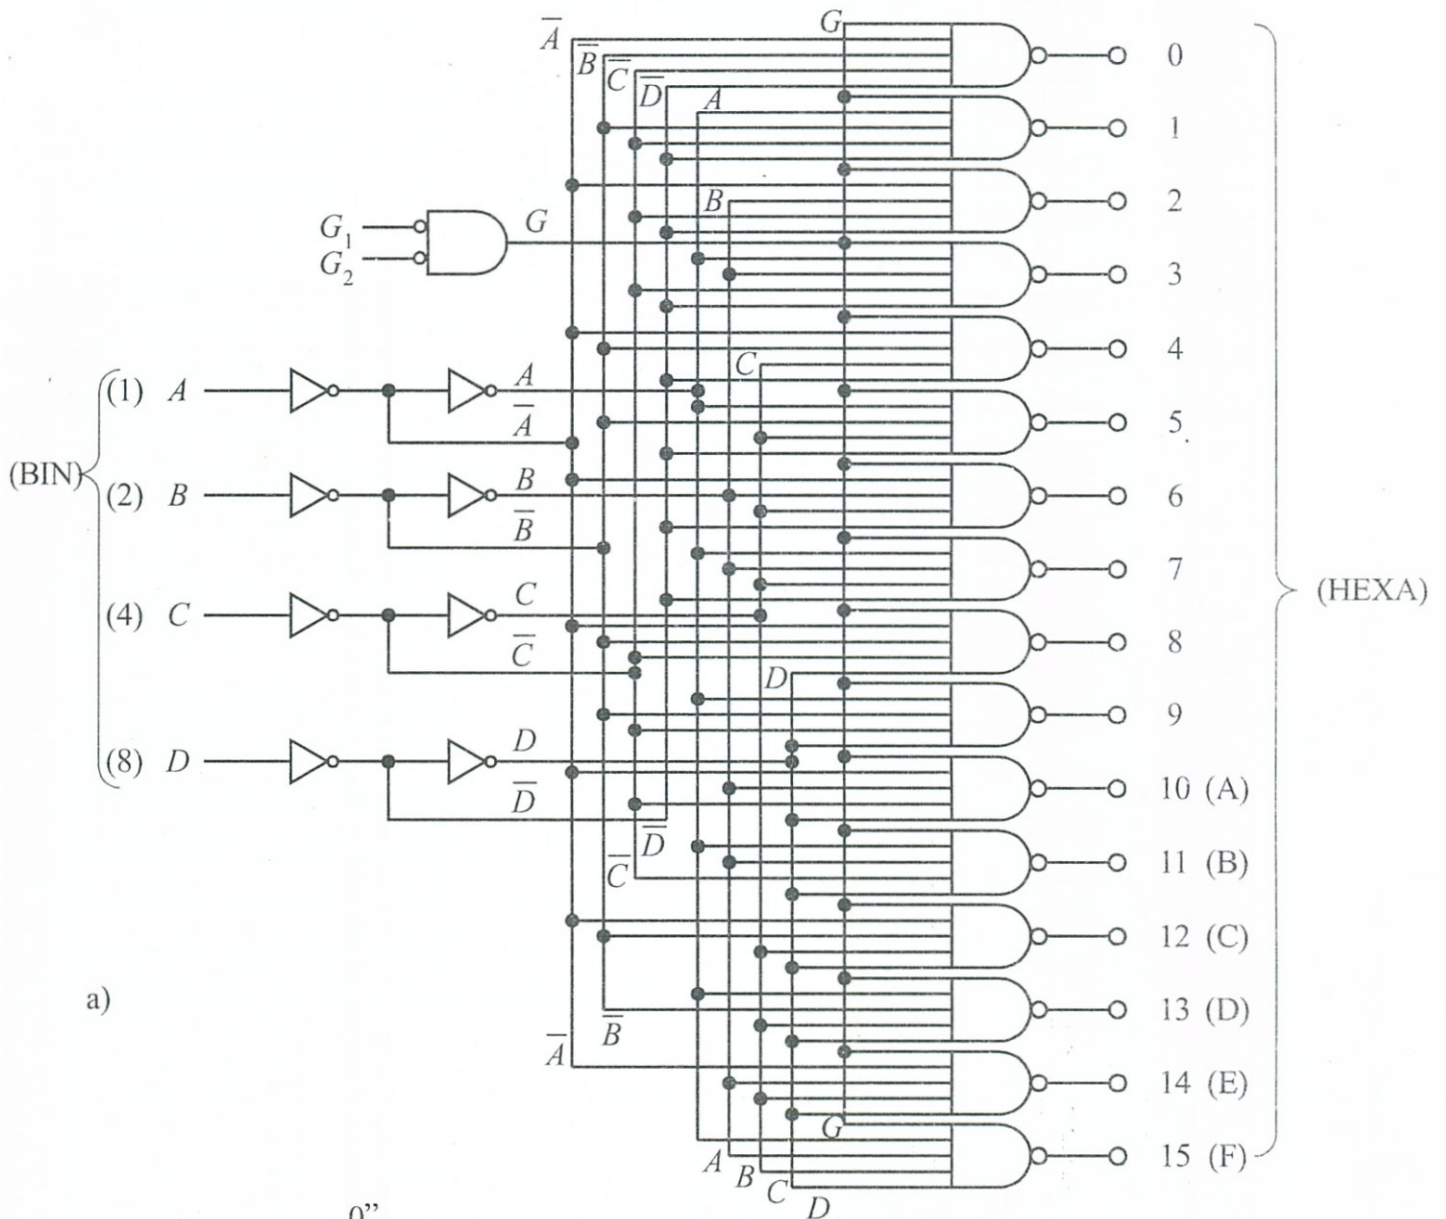 G
A̅
B̅
0
C̅
D̅
A
1
B
2
G₁
G
G₂
3
C
4
(1) A
A
A̅
5
(BIN)
(2) B
B
6
B̅
7
(HEXA)
(4) C
C
C̅
8
D
9
(8) D
D
D̅
10 (A)
D̅
C̅
11 (B)
12 (C)
a)
B̅
13 (D)
A̅
14 (E)
G
A
15 (F)
B
C
D
0”